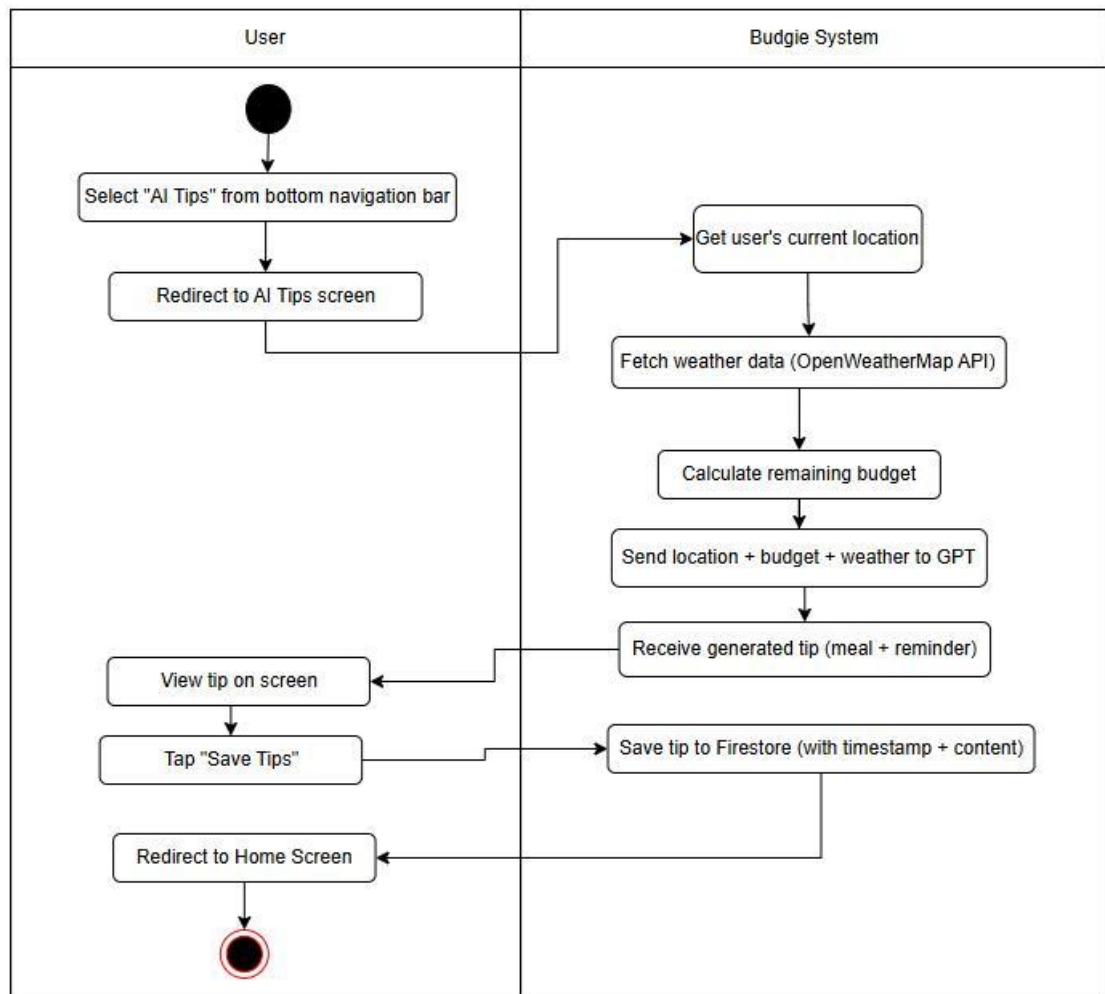 User
Budgie System
Select "AI Tips" from bottom navigation bar
Redirect to AI Tips screen
Get user's current location
Fetch weather data (OpenWeatherMap API)
Calculate remaining budget
Send location + budget + weather to GPT
Receive generated tip (meal + reminder)
View tip on screen
Tap "Save Tips"
Save tip to Firestore (with timestamp + content)
Redirect to Home Screen